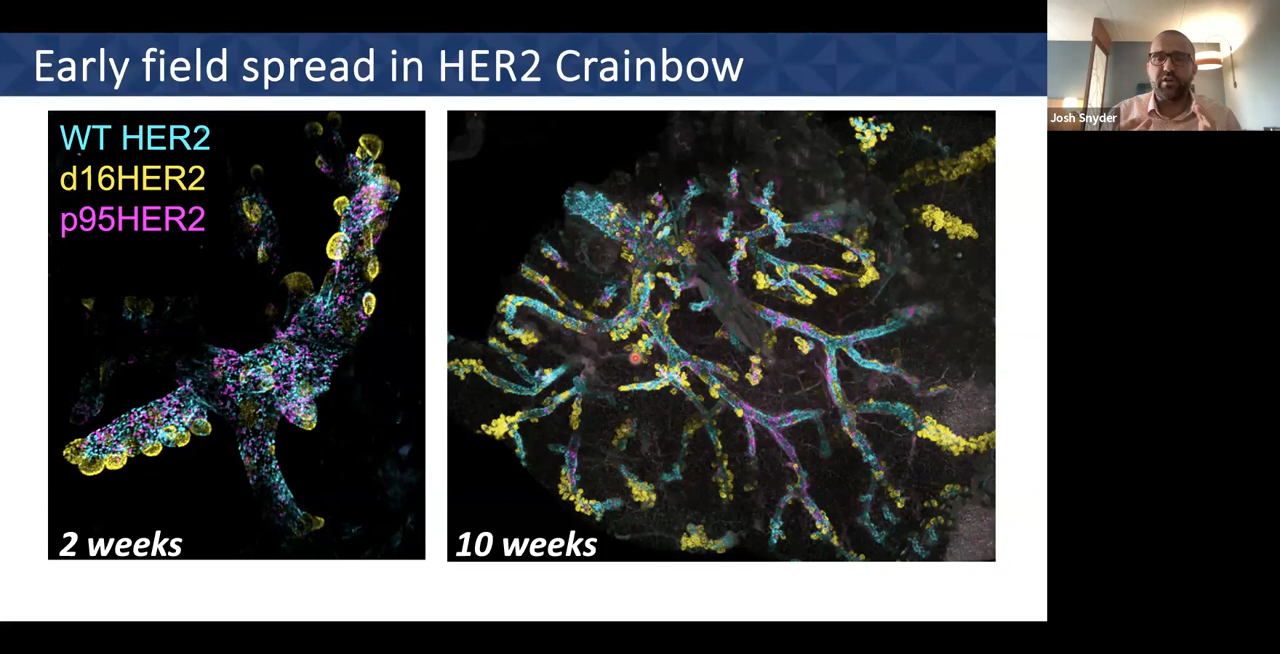 Early field spread in HER2 Crainbow
WT HER2
d16HER2
p95HER2
2 weeks
10 weeks
Josh Snyder